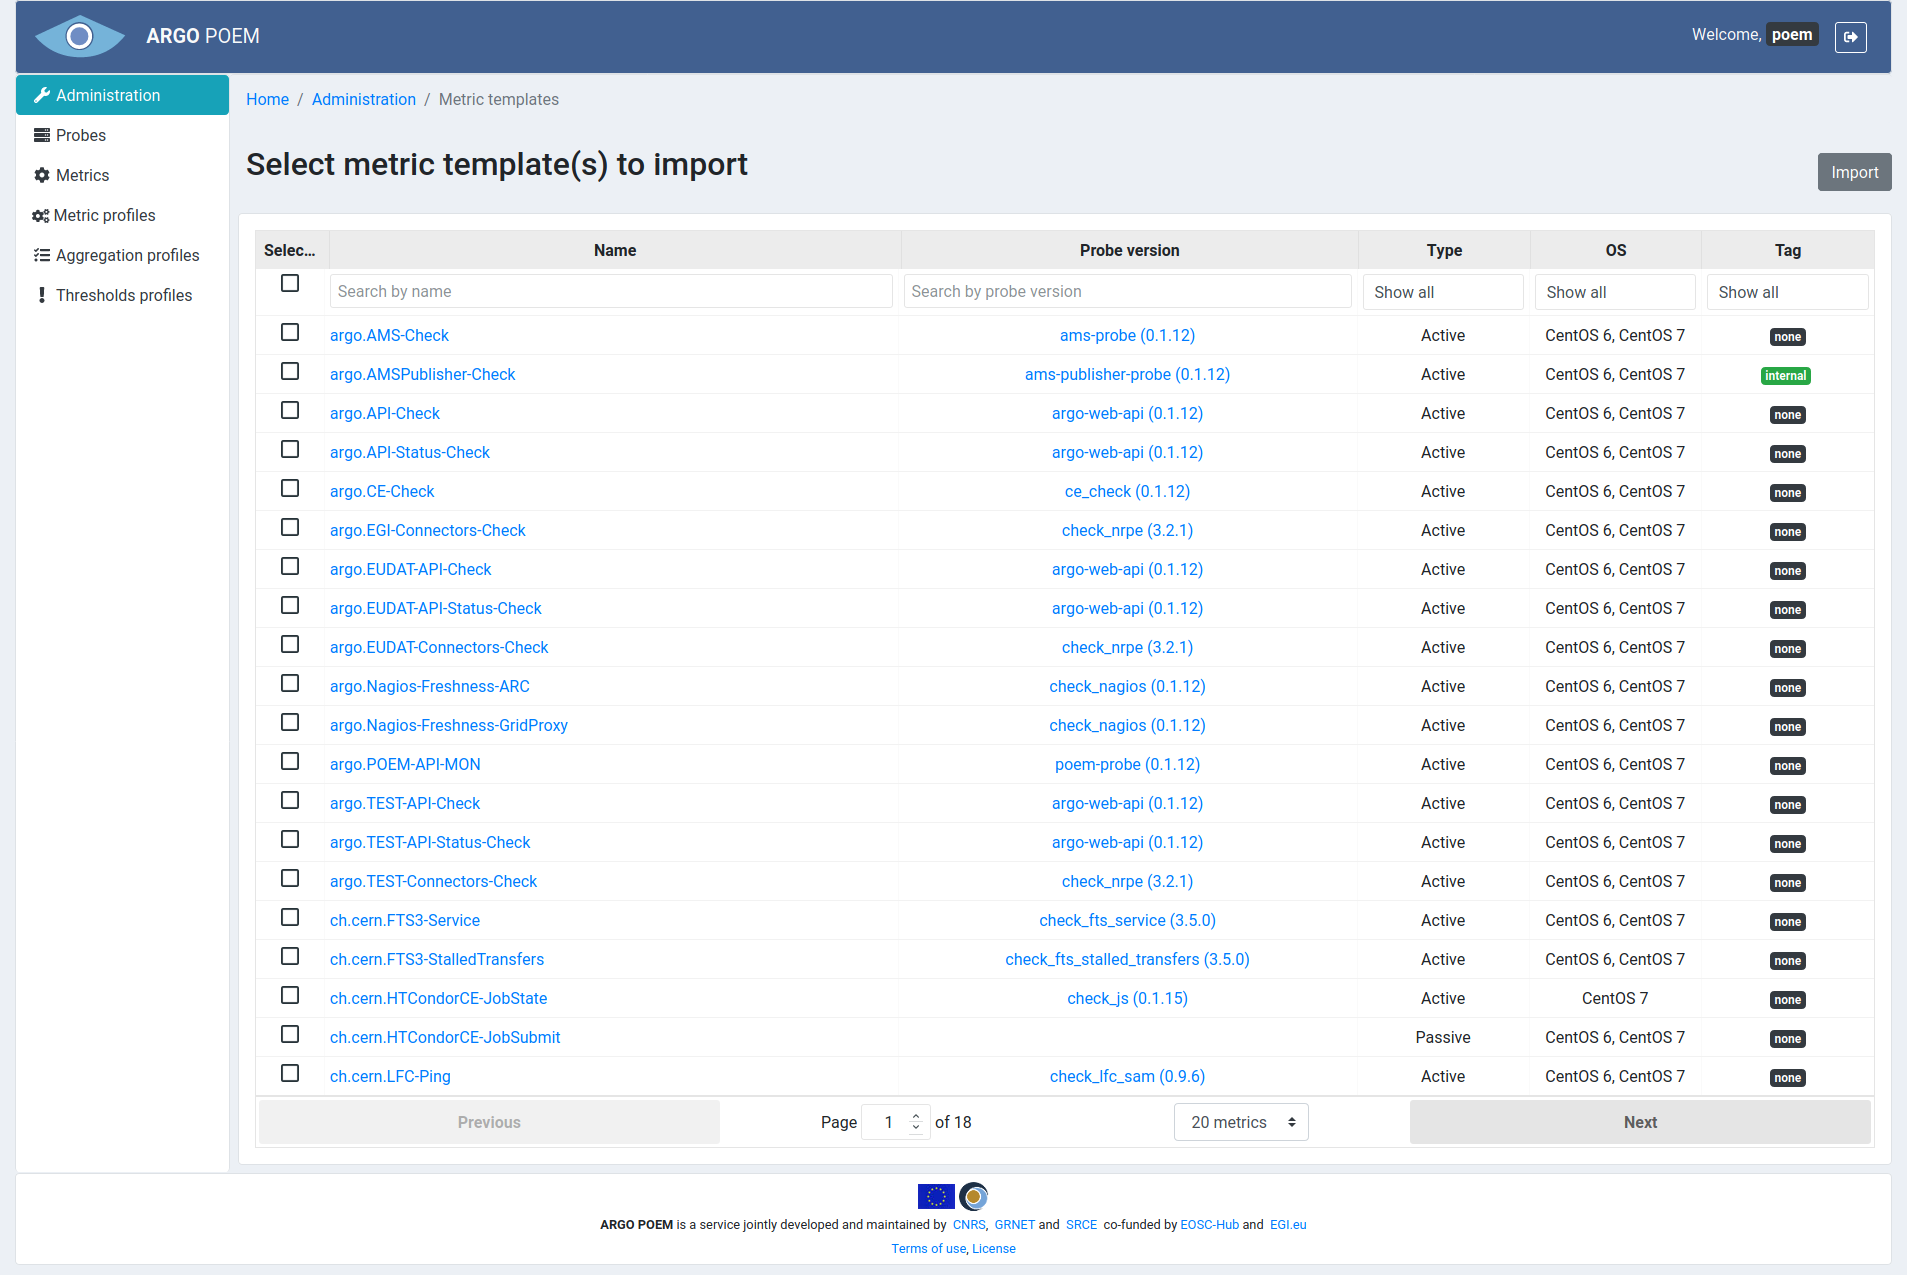 ARGO POEM
Welcome, poem
Administration
Probes
Metrics
Metric profiles
Aggregation profiles
Thresholds profiles
Home / Administration / Metric templates
Select metric template(s) to import
Import
Selec... Name Probe version Type OS Tag
Search by name Search by probe version Show all Show all Show all
argo.AMS-Check ams-probe (0.1.12) Active CentOS 6, CentOS 7 none
argo.AMSPublisher-Check ams-publisher-probe (0.1.12) Active CentOS 6, CentOS 7 internal
argo.API-Check argo-web-api (0.1.12) Active CentOS 6, CentOS 7 none
argo.API-Status-Check argo-web-api (0.1.12) Active CentOS 6, CentOS 7 none
argo.CE-Check ce_check (0.1.12) Active CentOS 6, CentOS 7 none
argo.EGI-Connectors-Check check_nrpe (3.2.1) Active CentOS 6, CentOS 7 none
argo.EUDAT-API-Check argo-web-api (0.1.12) Active CentOS 6, CentOS 7 none
argo.EUDAT-API-Status-Check argo-web-api (0.1.12) Active CentOS 6, CentOS 7 none
argo.EUDAT-Connectors-Check check_nrpe (3.2.1) Active CentOS 6, CentOS 7 none
argo.Nagios-Freshness-ARC check_nagios (0.1.12) Active CentOS 6, CentOS 7 none
argo.Nagios-Freshness-GridProxy check_nagios (0.1.12) Active CentOS 6, CentOS 7 none
argo.POEM-API-MON poem-probe (0.1.12) Active CentOS 6, CentOS 7 none
argo.TEST-API-Check argo-web-api (0.1.12) Active CentOS 6, CentOS 7 none
argo.TEST-API-Status-Check argo-web-api (0.1.12) Active CentOS 6, CentOS 7 none
argo.TEST-Connectors-Check check_nrpe (3.2.1) Active CentOS 6, CentOS 7 none
ch.cern.FTS3-Service check_fts_service (3.5.0) Active CentOS 6, CentOS 7 none
ch.cern.FTS3-StalledTransfers check_fts_stalled_transfers (3.5.0) Active CentOS 6, CentOS 7 none
ch.cern.HTCondorCE-JobState check_js (0.1.15) Active CentOS 7 none
ch.cern.HTCondorCE-JobSubmit Passive CentOS 6, CentOS 7 none
ch.cern.LFC-Ping check_lfc_sam (0.9.6) Active CentOS 6, CentOS 7 none
Previous Page 1 of 18 20 metrics Next
ARGO POEM is a service jointly developed and maintained by CNRS, GRNET and SRCE co-funded by EOSC-Hub and EGI.eu
Terms of use, License